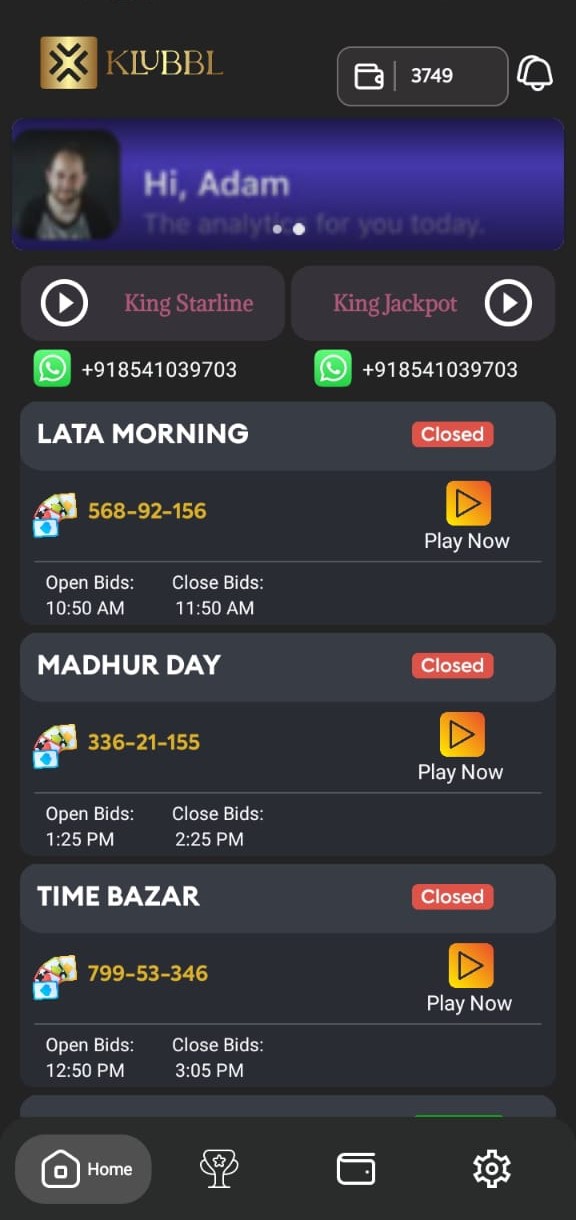 KLUBBL
3749
Hi, Adam
The analytics for you today.
King Starline
King Jackpot
+918541039703
+918541039703
LATA MORNING
Closed
568-92-156
Play Now
Open Bids: Close Bids:
10:50 AM 11:50 AM
MADHUR DAY
Closed
336-21-155
Play Now
Open Bids: Close Bids:
1:25 PM 2:25 PM
TIME BAZAR
Closed
799-53-346
Play Now
Open Bids: Close Bids:
12:50 PM 3:05 PM
Home